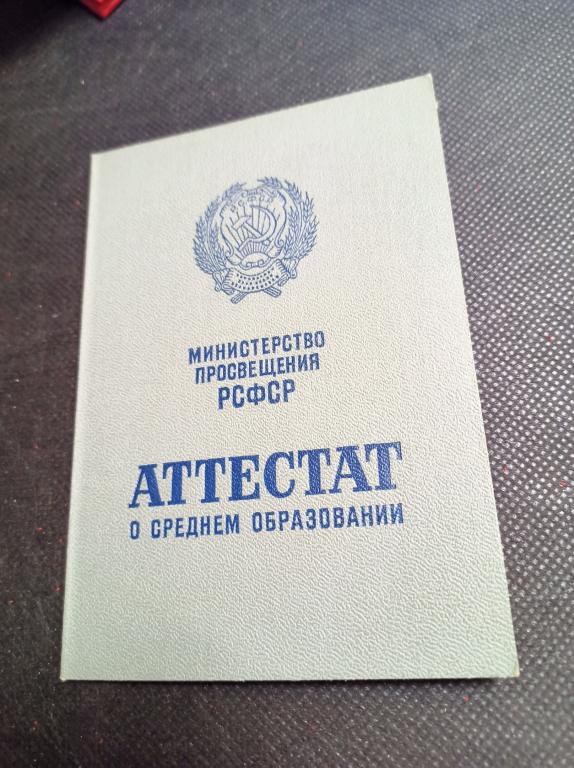 МИНИСТЕРСТВО
ПРОСВЕЩЕНИЯ
РСФСР
АТТЕСТАТ
О СРЕДНЕМ ОБРАЗОВАНИИ